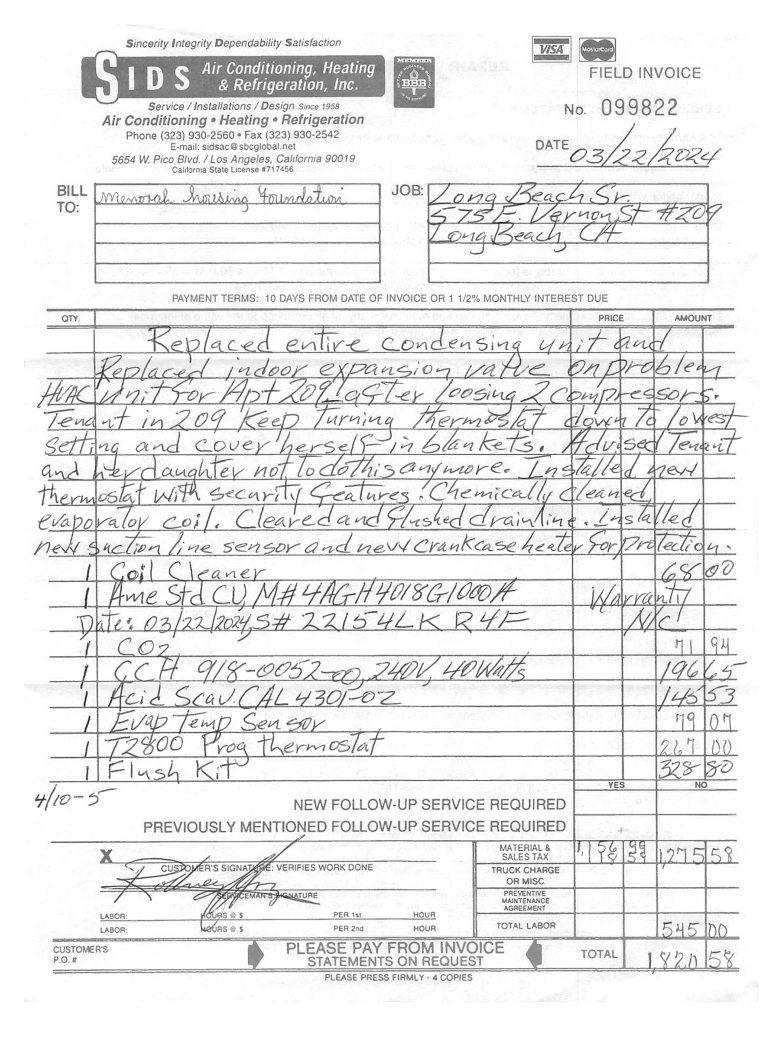 Sincerity Integrity Dependability Satisfaction
SIDS Air Conditioning, Heating & Refrigeration, Inc.
MEMBER
BBB
VISA
MasterCard
FIELD INVOICE
Service / Installations / Design Since 1958
Air Conditioning • Heating • Refrigeration
No. 099822
Phone (323) 930-2560 • Fax (323) 930-2542
E-mail: sidsac@sbcglobal.net
5654 W. Pico Blvd. / Los Angeles, California 90019
California State License #717456
DATE 03/22/2024
BILL TO: Menorah housing Foundation
JOB: Long Beach Sr.
575 E. Vernon St #209
Long Beach, CA
PAYMENT TERMS: 10 DAYS FROM DATE OF INVOICE OR 1 1/2% MONTHLY INTEREST DUE
QTY. PRICE AMOUNT
Replaced entire condensing unit and
Replaced indoor expansion valve on problem
HVAC unit for Apt 209 after loosing 2 compressors.
Tenant in 209 Keep Turning thermostat down to lowest
setting and cover herself in blankets. Advised Tenant
and her daughter not to do this anymore. Installed new
thermostat with security features. Chemically cleaned
evaporator coil. Cleared and flushed drain line. Installed
new suction line sensor and new crankcase heater for protection.
1 Coil Cleaner 68 00
1 Ame Std CU, M# 4AGH4018G1000A Warranty
Date: 03/22/2024, S# 22154LK R4F N/C
1 CO2 71 94
1 CCH 918-0052-00, 240V, 40Watts 196 65
1 Acid Scav. CAL 4301-02 145 53
1 Evap Temp Sensor 79 07
1 T2800 Prog thermostat 267 00
1 Flush Kit 328 80
4/10-5
YES NO
NEW FOLLOW-UP SERVICE REQUIRED
PREVIOUSLY MENTIONED FOLLOW-UP SERVICE REQUIRED
X
CUSTOMER'S SIGNATURE: VERIFIES WORK DONE
MATERIAL & SALES TAX 1,156 99 118 59 1,275 58
TRUCK CHARGE OR MISC.
SERVICEMAN'S SIGNATURE
PREVENTIVE MAINTENANCE AGREEMENT
LABOR: HOURS @ $ PER 1st HOUR
LABOR: HOURS @ $ PER 2nd HOUR
TOTAL LABOR 545 00
CUSTOMER'S P.O. #
PLEASE PAY FROM INVOICE
STATEMENTS ON REQUEST
TOTAL 1,820 58
PLEASE PRESS FIRMLY - 4 COPIES